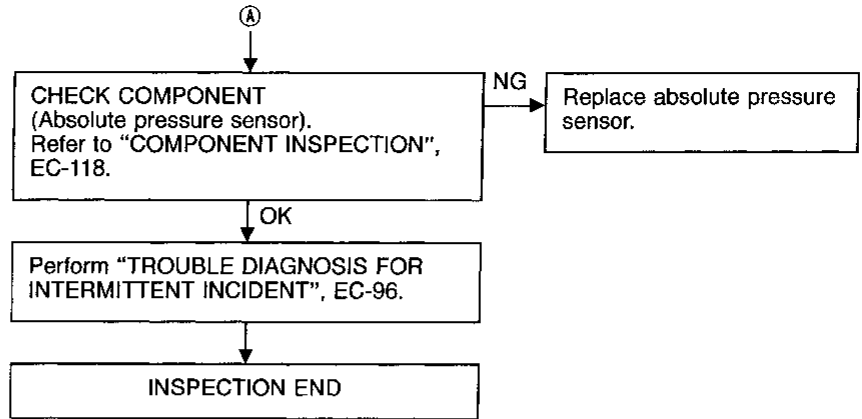 Ⓐ
CHECK COMPONENT
(Absolute pressure sensor).
Refer to “COMPONENT INSPECTION”,
EC-118.
NG
Replace absolute pressure
sensor.
OK
Perform “TROUBLE DIAGNOSIS FOR
INTERMITTENT INCIDENT”, EC-96.
INSPECTION END